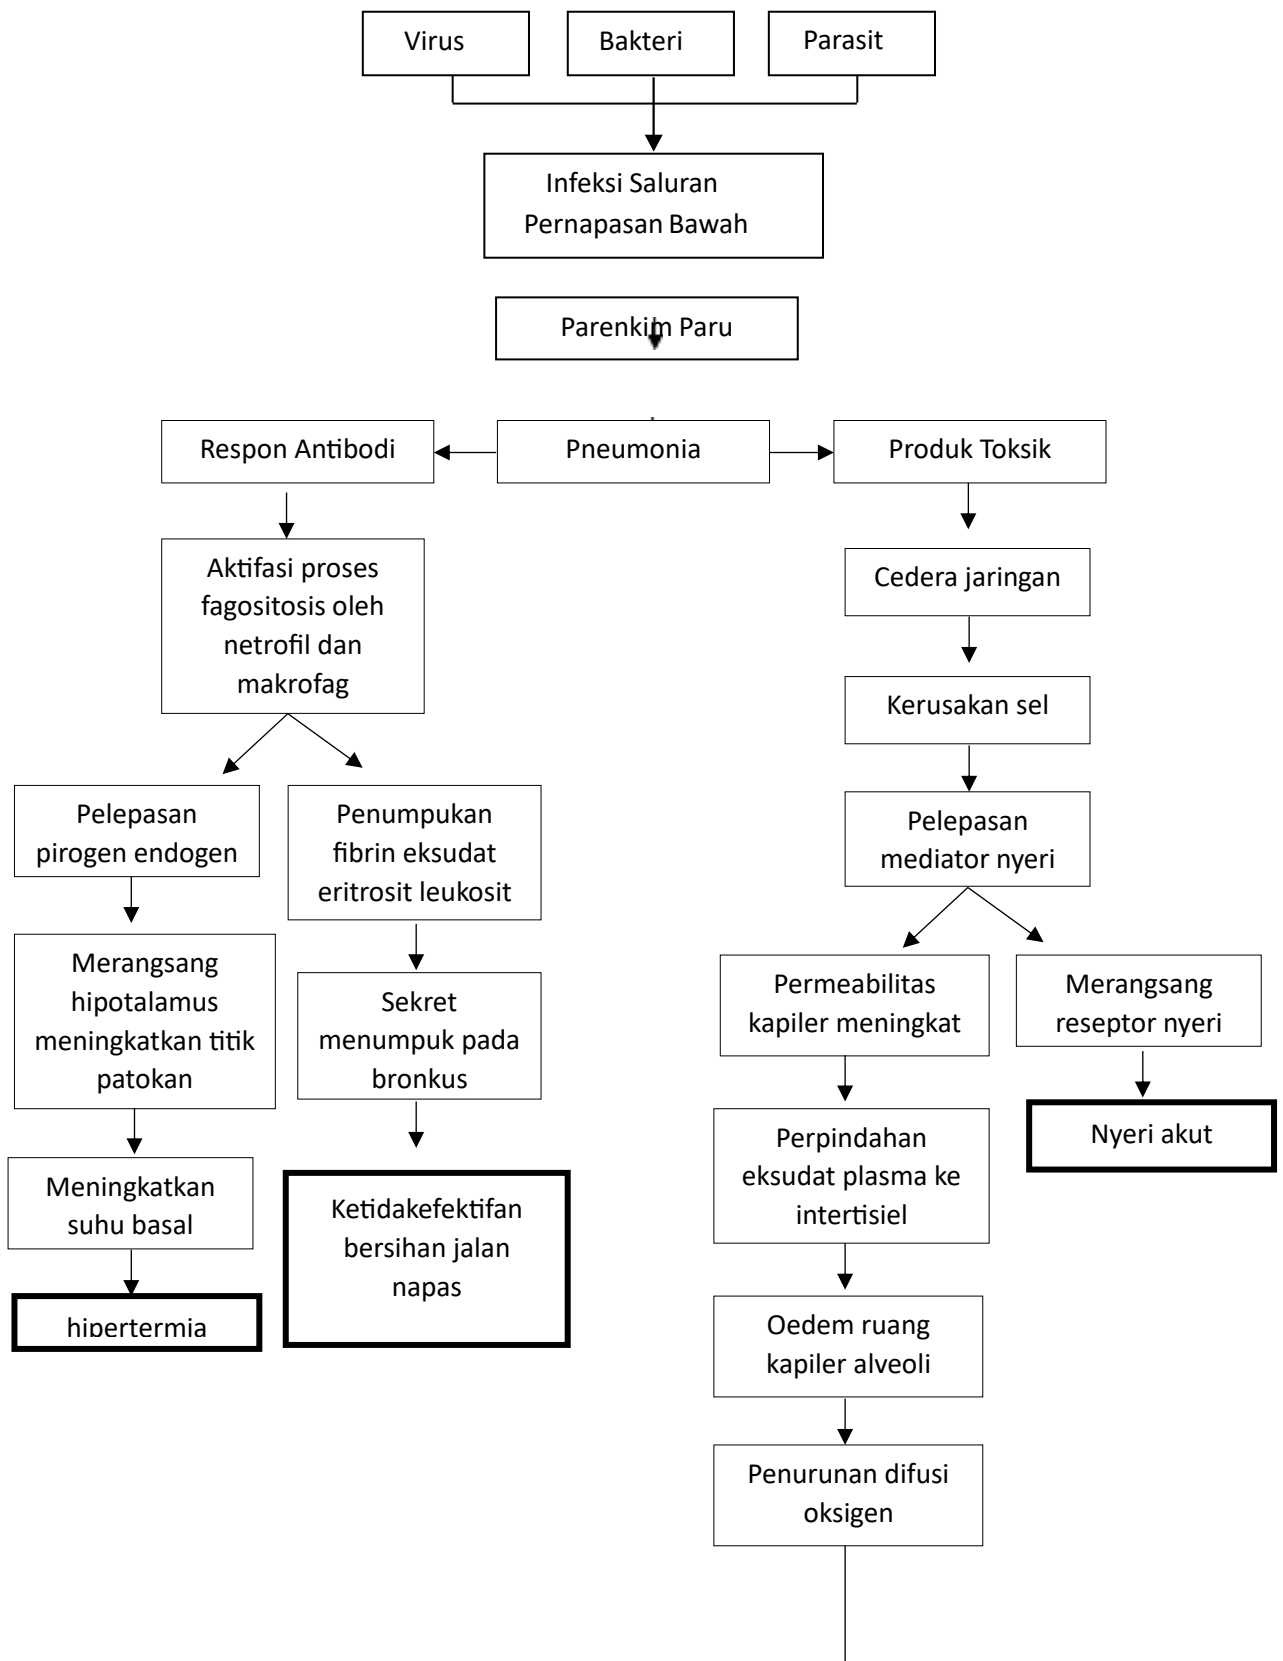 Virus
Bakteri
Parasit
Infeksi Saluran
Pernapasan Bawah
Parenkim Paru
Respon Antibodi
Pneumonia
Produk Toksik
Aktifasi proses
fagositosis oleh
netrofil dan
makrofag
Cedera jaringan
Kerusakan sel
Pelepasan
pirogen endogen
Penumpukan
fibrin eksudat
eritrosit leukosit
Pelepasan
mediator nyeri
Merangsang
hipotalamus
meningkatkan titik
patokan
Sekret
menumpuk pada
bronkus
Permeabilitas
kapiler meningkat
Merangsang
reseptor nyeri
Meningkatkan
suhu basal
Ketidakefektifan
bersihan jalan
napas
Perpindahan
eksudat plasma ke
intertisiel
Nyeri akut
hipertermia
Oedem ruang
kapiler alveoli
Penurunan difusi
oksigen